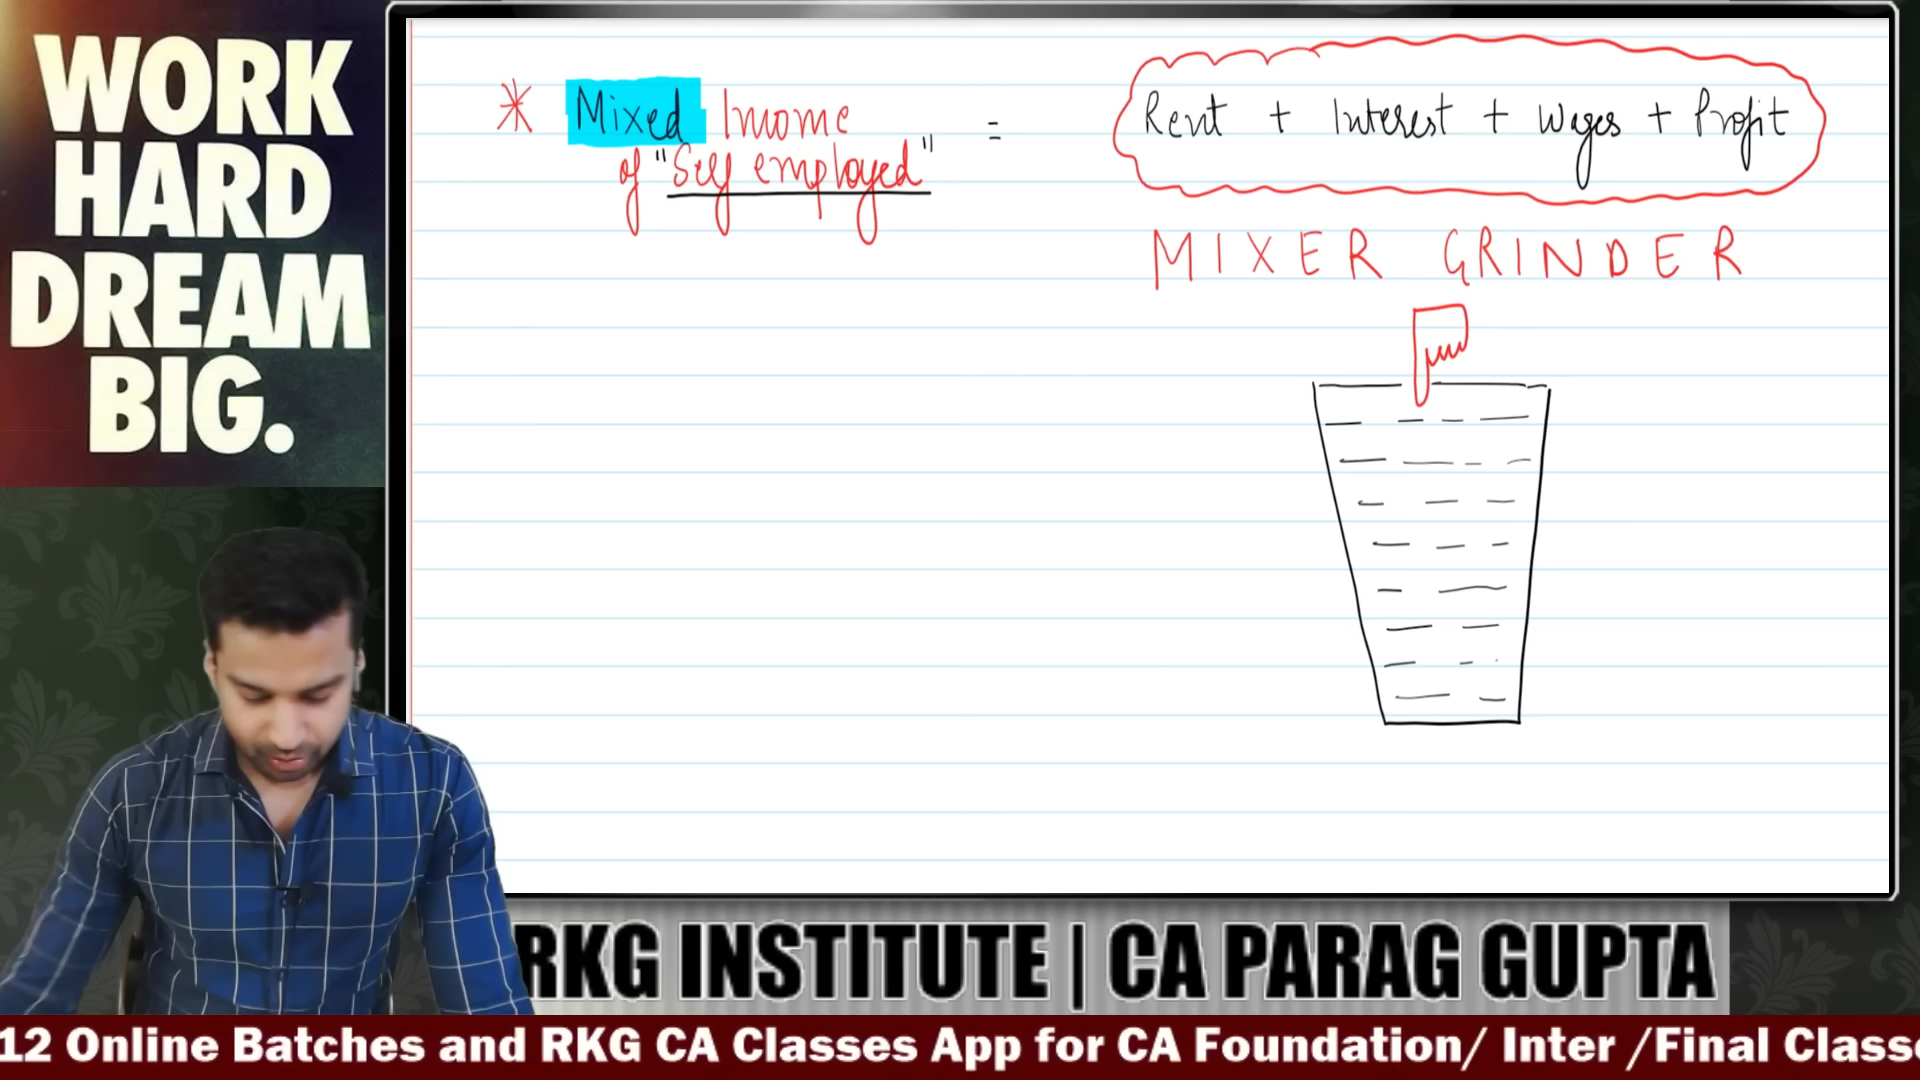 WORK
HARD
DREAM
BIG.
* Mixed Income = Rent + Interest + Wages + Profit
of "Self employed"
MIXER GRINDER
RKG INSTITUTE | CA PARAG GUPTA
12 Online Batches and RKG CA Classes App for CA Foundation/ Inter /Final Classe